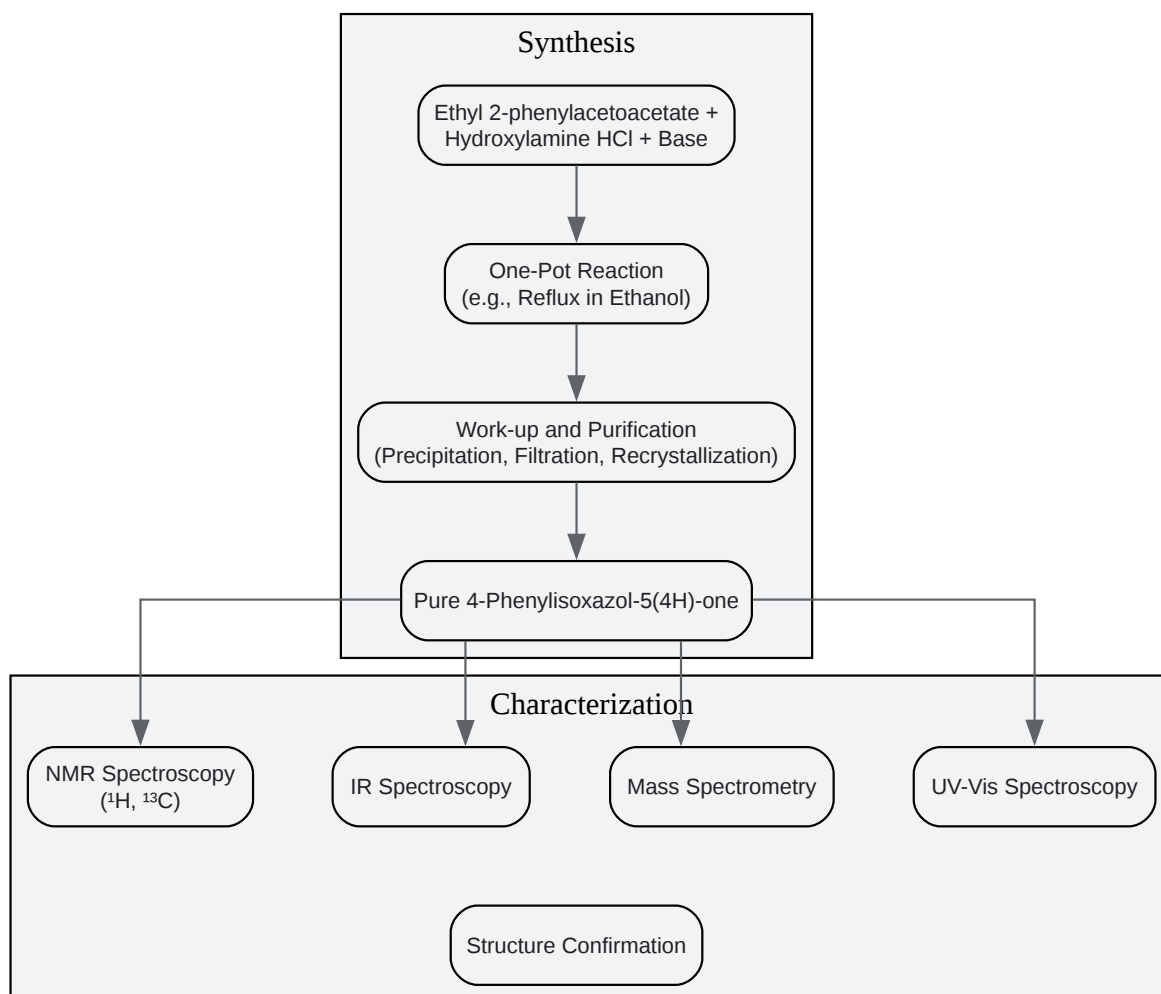 Synthesis
Ethyl 2-phenylacetoacetate +
Hydroxylamine HCl + Base
One-Pot Reaction
(e.g., Reflux in Ethanol)
Work-up and Purification
(Precipitation, Filtration, Recrystallization)
Pure 4-Phenylisoxazol-5(4H)-one
Characterization
NMR Spectroscopy
(¹H, ¹³C)
IR Spectroscopy
Mass Spectrometry
UV-Vis Spectroscopy
Structure Confirmation